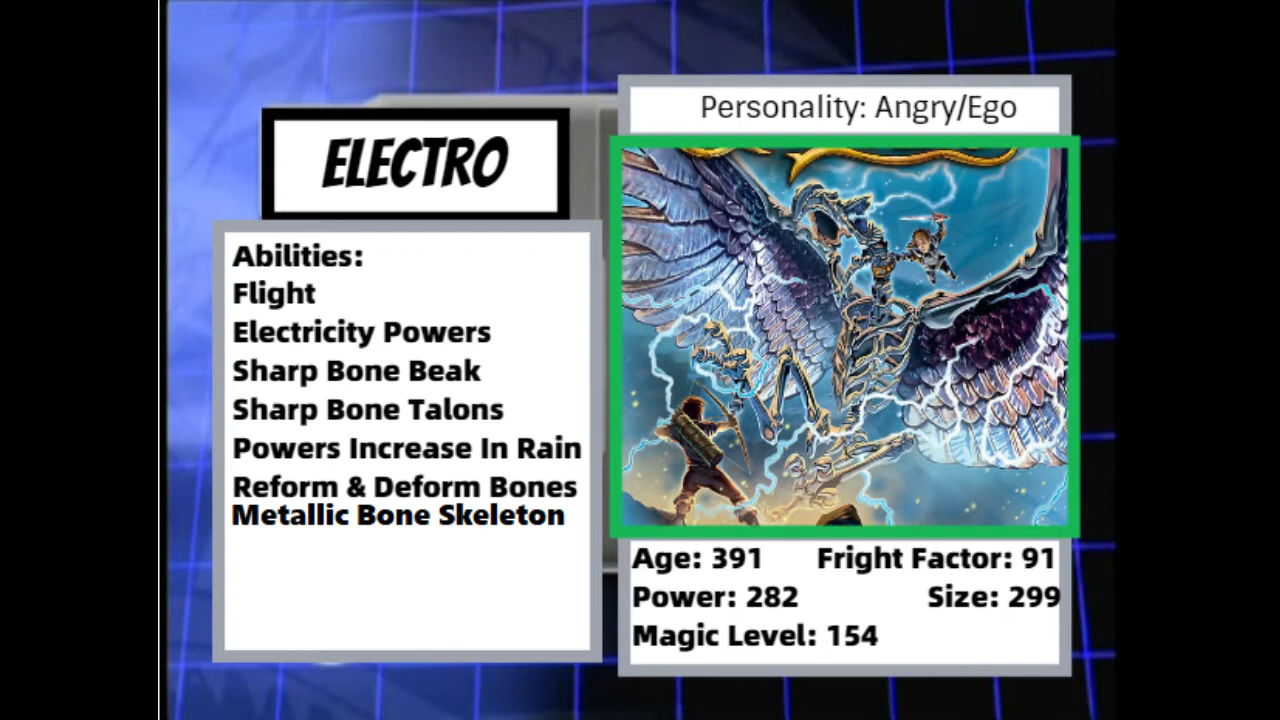 ELECTRO
Abilities:
Flight
Electricity Powers
Sharp Bone Beak
Sharp Bone Talons
Powers Increase In Rain
Reform & Deform Bones
Metallic Bone Skeleton
Personality: Angry/Ego
Age: 391 Fright Factor: 91
Power: 282 Size: 299
Magic Level: 154